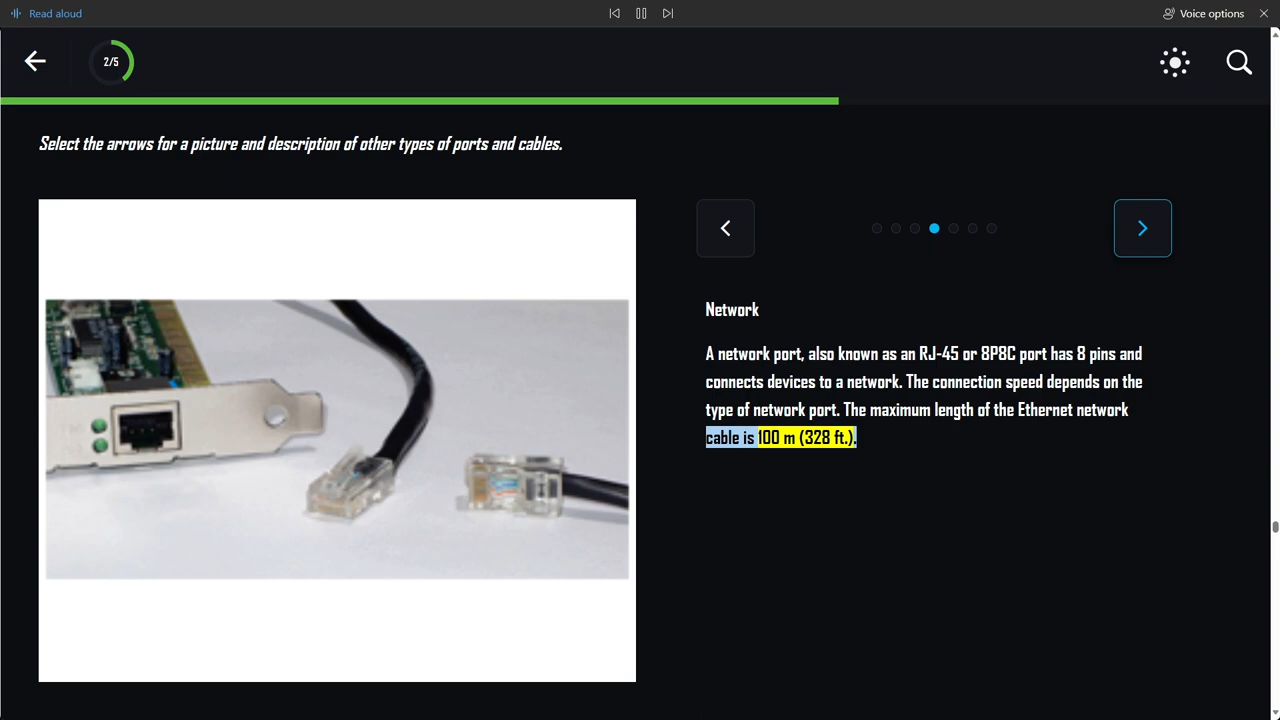 Read aloud
Voice options
2/5
Select the arrows for a picture and description of other types of ports and cables.
Network
A network port, also known as an RJ-45 or 8P8C port has 8 pins and
connects devices to a network. The connection speed depends on the
type of network port. The maximum length of the Ethernet network
cable is 100 m (328 ft.).